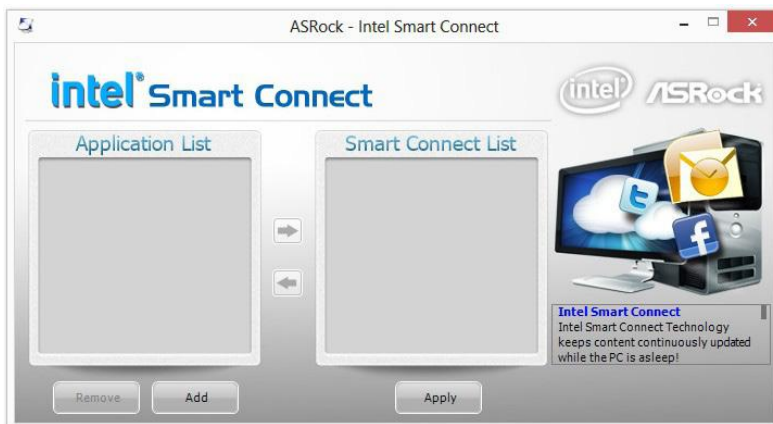 ASRock - Intel Smart Connect
intel® Smart Connect
intel® ASRock
Application List
Smart Connect List
Intel Smart Connect
Intel Smart Connect Technology
keeps content continuously updated
while the PC is asleep!
Remove
Add
Apply